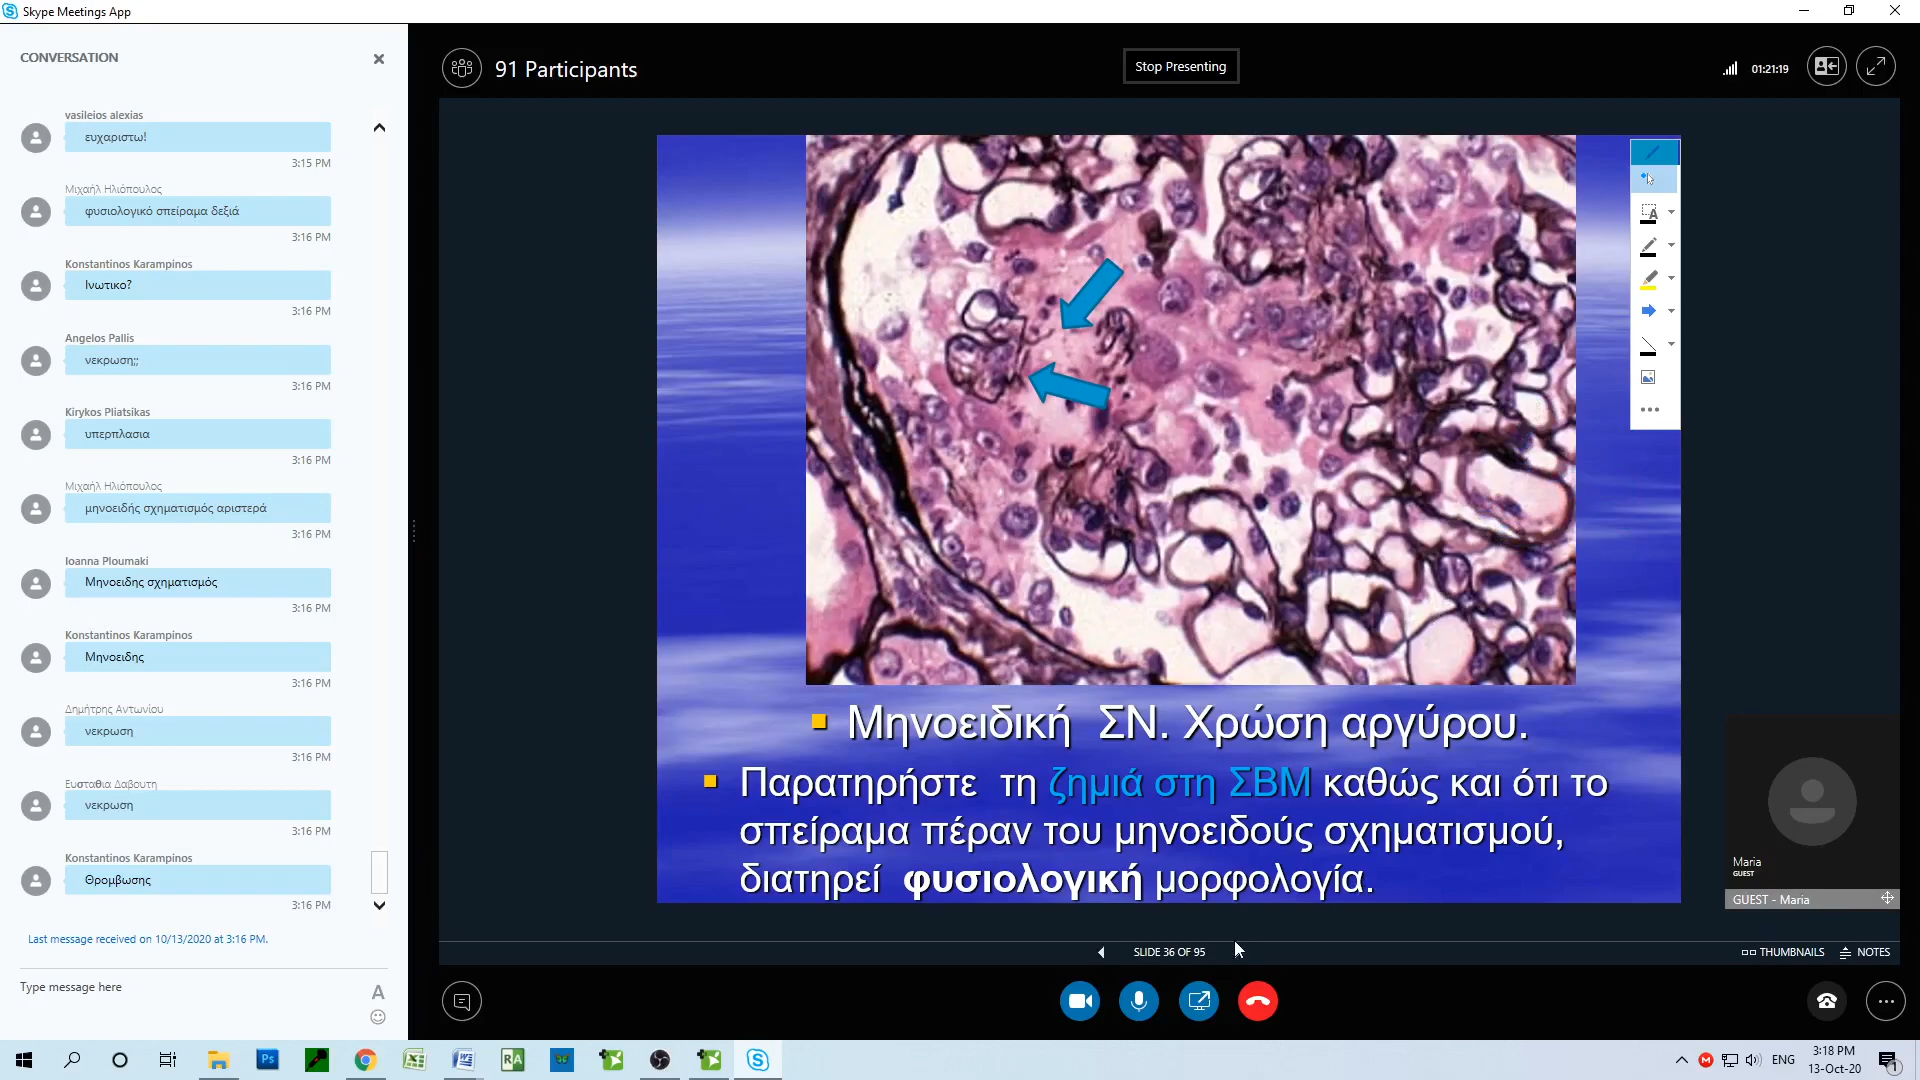 Skype Meetings App
CONVERSATION
vasileios alexias
ευχαριστω!
3:15 PM
Μιχαήλ Ηλιόπουλος
φυσιολογικό σπείραμα δεξιά
3:16 PM
Konstantinos Karampinos
Ινωτικο?
3:16 PM
Angelos Pallis
νεκρωση;;
3:16 PM
Kirykos Pliatsikas
υπερπλασια
3:16 PM
Μιχαήλ Ηλιόπουλος
μηνοειδής σχηματισμός αριστερά
3:16 PM
Ioanna Ploumaki
Μηνοειδης σχηματισμός
3:16 PM
Konstantinos Karampinos
Μηνοειδης
3:16 PM
Δημήτρης Αντωνίου
νεκρωση
3:16 PM
Ευσταθια Δαβουτη
νεκρωση
3:16 PM
Konstantinos Karampinos
Θρομβωσης
3:16 PM
Last message received on 10/13/2020 at 3:16 PM.
Type message here
91 Participants
Stop Presenting
01:21:19
Μηνοειδική ΣΝ. Χρώση αργύρου.
Παρατηρήστε τη ζημιά στη ΣΒΜ καθώς και ότι το
σπείραμα πέραν του μηνοειδούς σχηματισμού,
διατηρεί φυσιολογική μορφολογία.
Maria
GUEST
GUEST - Maria
SLIDE 36 OF 95
THUMBNAILS
NOTES
ENG
3:18 PM
13-Oct-20